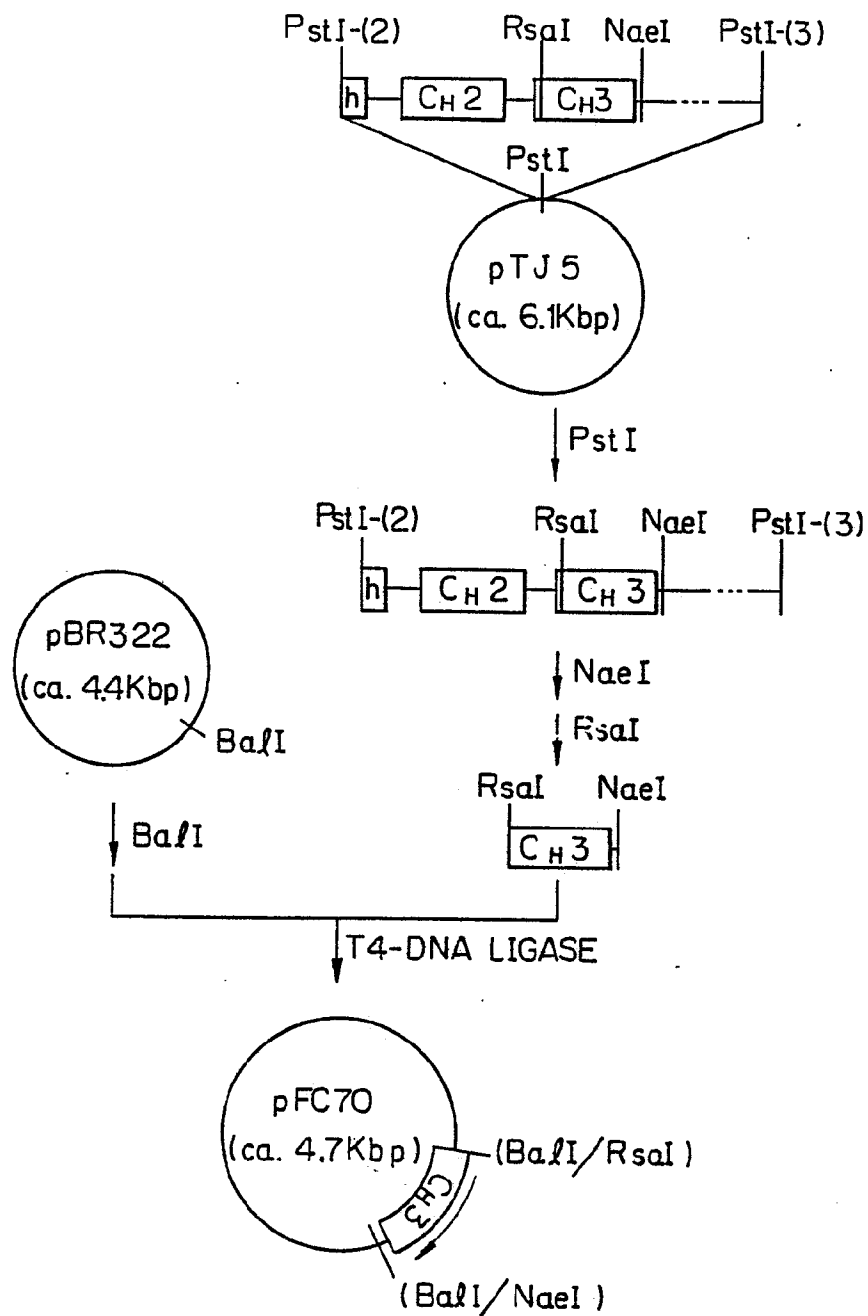 PstI-(2) RsaI NaeI PstI-(3)
h CH2 CH3
PstI
pTJ5
(ca. 6.1Kbp)
PstI
PstI-(2) RsaI NaeI PstI-(3)
h CH2 CH3
pBR322
(ca. 4.4Kbp)
BalI
NaeI
RsaI
BalI
RsaI NaeI
CH3
T4-DNA LIGASE
pFC70
(ca. 4.7Kbp)
(BalI/RsaI)
CH3
(BalI/NaeI)